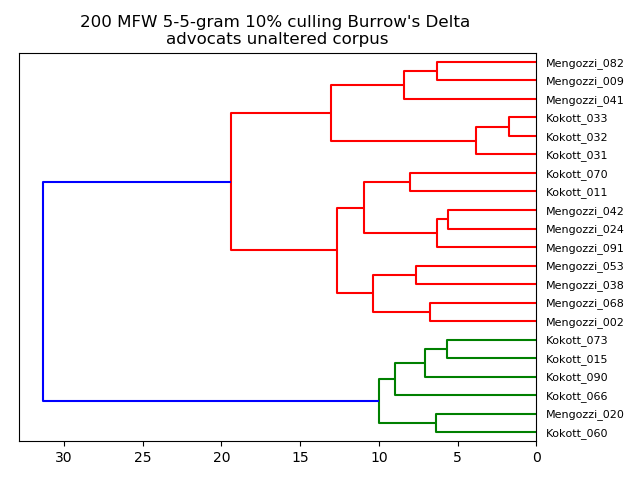 200 MFW 5-5-gram 10% culling Burrow's Delta
advocats unaltered corpus
Mengozzi_082
Mengozzi_009
Mengozzi_041
Kokott_033
Kokott_032
Kokott_031
Kokott_070
Kokott_011
Mengozzi_042
Mengozzi_024
Mengozzi_091
Mengozzi_053
Mengozzi_038
Mengozzi_068
Mengozzi_002
Kokott_073
Kokott_015
Kokott_090
Kokott_066
Mengozzi_020
Kokott_060
30 25 20 15 10 5 0